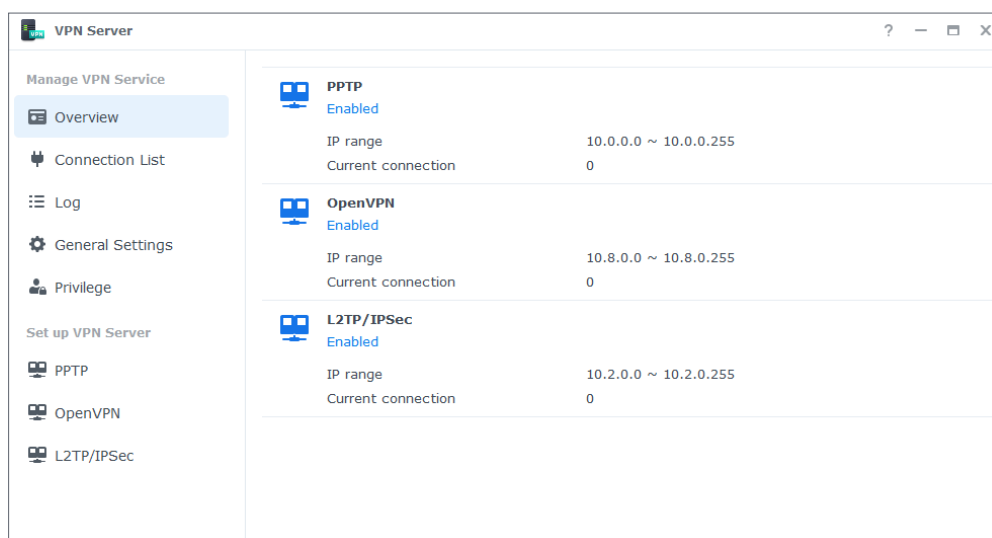 VPN VPN Server ?
Manage VPN Service
Overview
Connection List
Log
General Settings
Privilege
Set up VPN Server
PPTP
OpenVPN
L2TP/IPSec
PPTP
Enabled
IP range 10.0.0.0 ~ 10.0.0.255
Current connection 0
OpenVPN
Enabled
IP range 10.8.0.0 ~ 10.8.0.255
Current connection 0
L2TP/IPSec
Enabled
IP range 10.2.0.0 ~ 10.2.0.255
Current connection 0